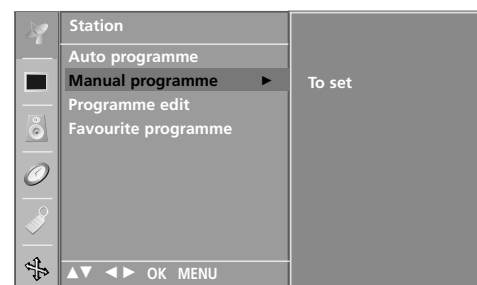 Station
Auto programme
Manual programme ►
To set
Programme edit
Favourite programme
▲▼ ◄► OK MENU